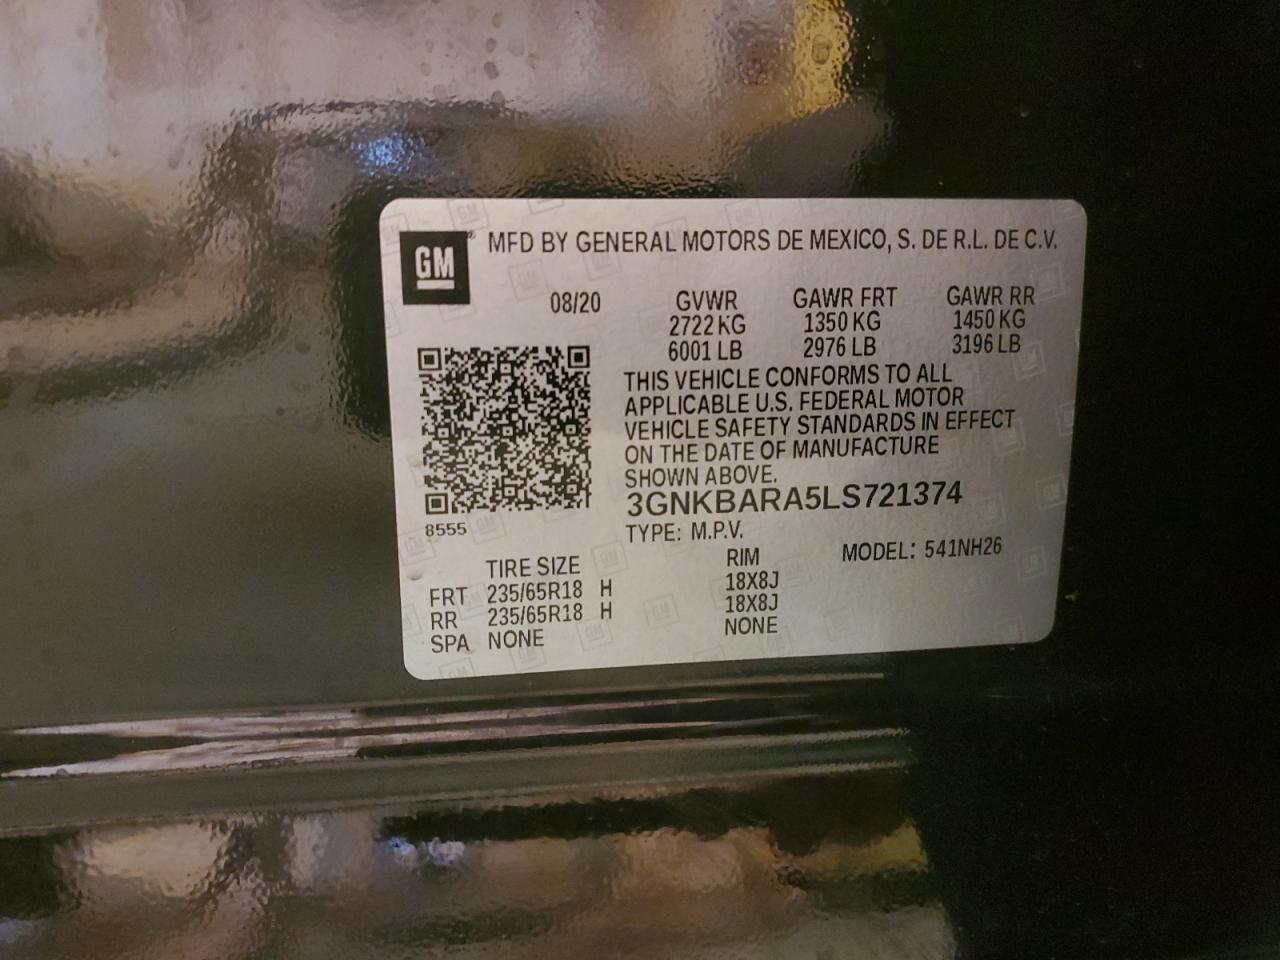 GM® MFD BY GENERAL MOTORS DE MEXICO, S. DE R.L. DE C.V.
08/20 GVWR GAWR FRT GAWR RR
2722 KG 1350 KG 1450 KG
6001 LB 2976 LB 3196 LB
THIS VEHICLE CONFORMS TO ALL
APPLICABLE U.S. FEDERAL MOTOR
VEHICLE SAFETY STANDARDS IN EFFECT
ON THE DATE OF MANUFACTURE
SHOWN ABOVE.
3GNKBARA5LS721374
8555 TYPE: M.P.V.
TIRE SIZE RIM MODEL: 541NH26
FRT 235/65R18 H 18X8J
RR 235/65R18 H 18X8J
SPA NONE NONE